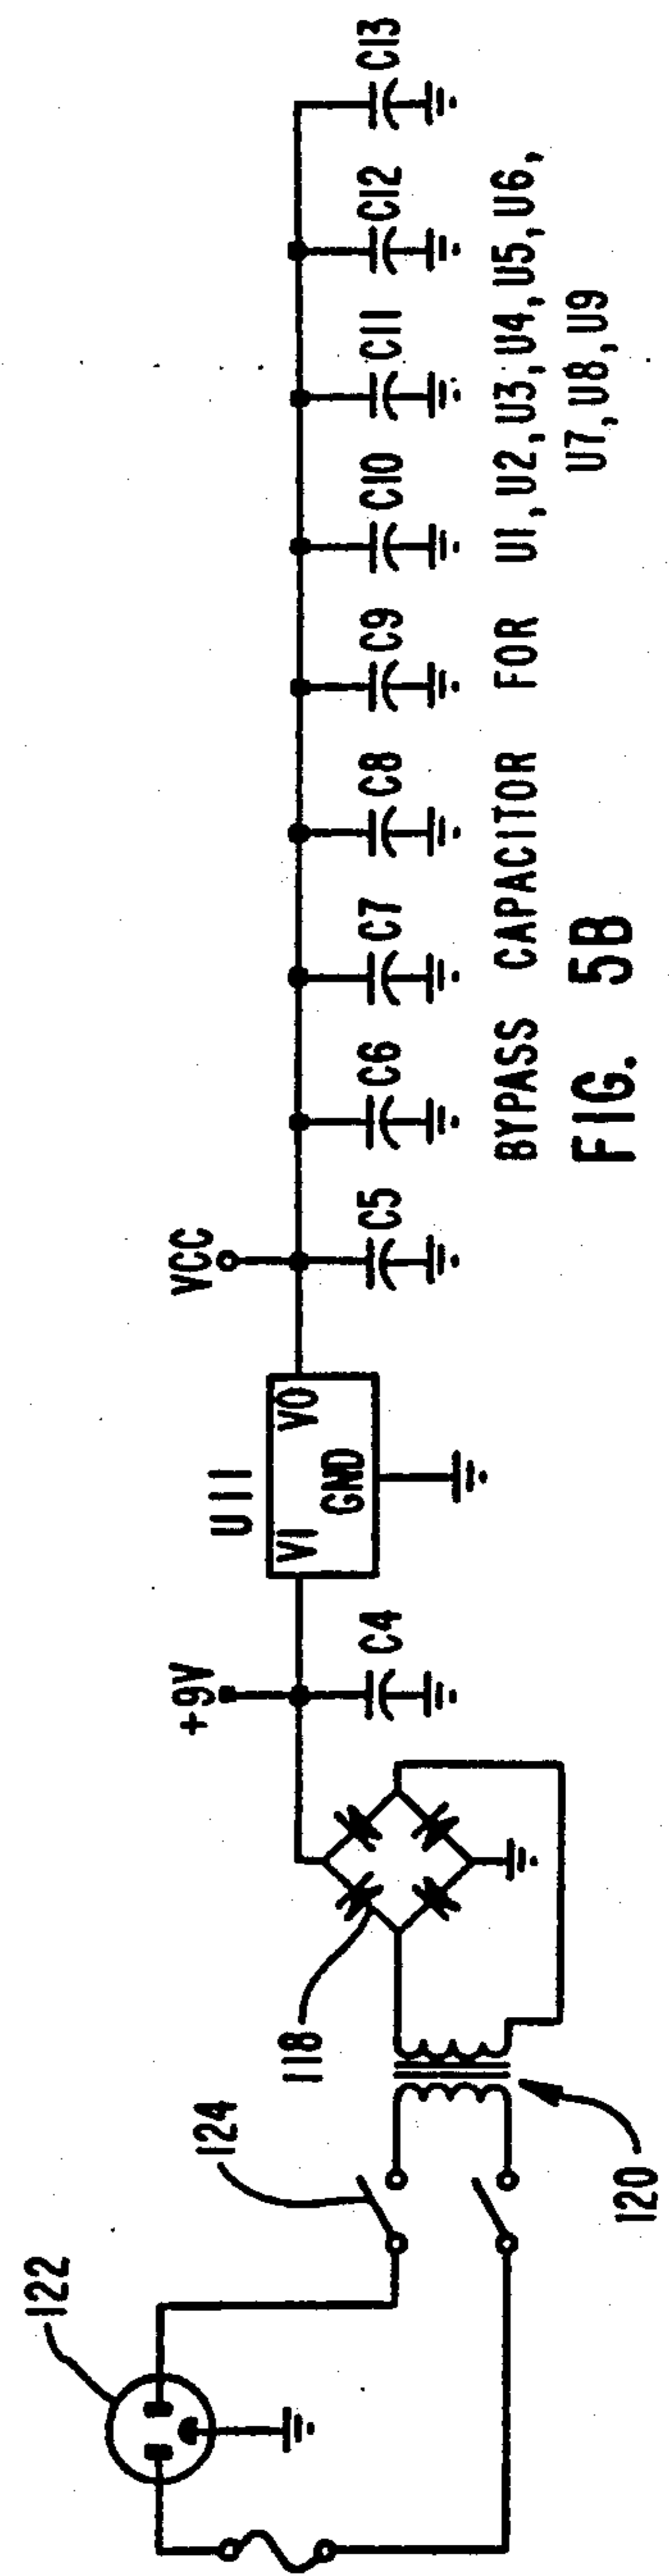 122
124
118
120
+9V
C4
U11
VI
VO
GND
VCC
C5
C6
C7
C8
C9
C10
C11
C12
C13
BYPASS CAPACITOR FOR U1, U2, U3, U4, U5, U6,
U7, U8, U9
FIG. 5B